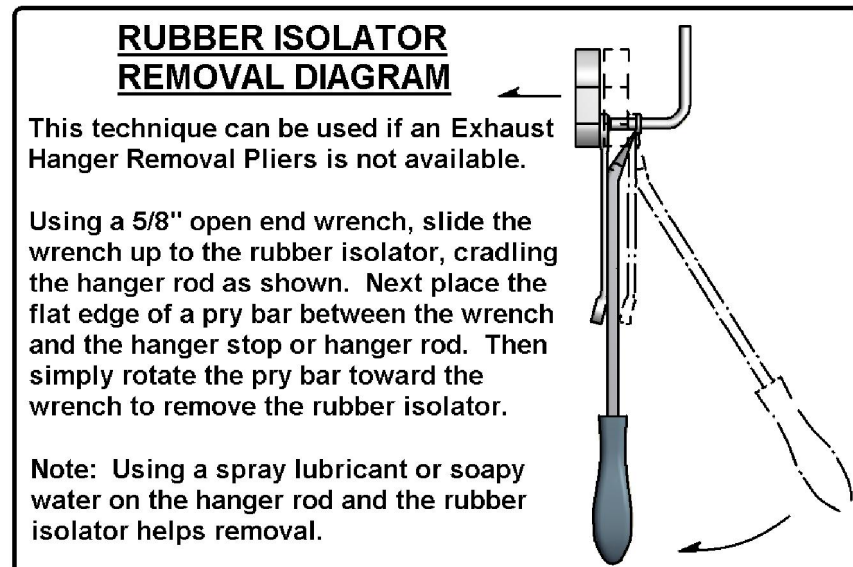 RUBBER ISOLATOR
REMOVAL DIAGRAM
This technique can be used if an Exhaust
Hanger Removal Pliers is not available.
Using a 5/8" open end wrench, slide the
wrench up to the rubber isolator, cradling
the hanger rod as shown.  Next place the
flat edge of a pry bar between the wrench
and the hanger stop or hanger rod.  Then
simply rotate the pry bar toward the
wrench to remove the rubber isolator.
Note:  Using a spray lubricant or soapy
water on the hanger rod and the rubber
isolator helps removal.